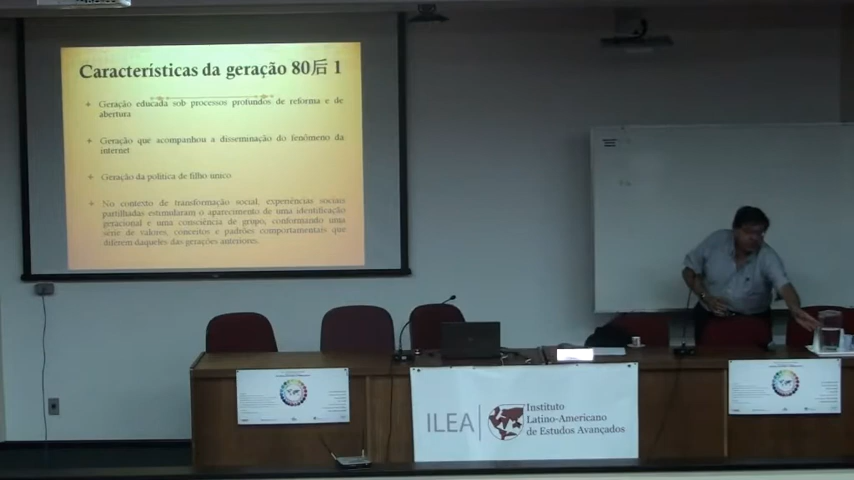 Características da geração 80后 1
Geração educada sob processos profundos de reforma e de
abertura
Geração que acompanhou a disseminação do fenômeno da
internet
Geração da política de filho unico
No contexto de transformação social, experiências sociais
partilhadas estimularam o aparecimento de uma identificação
geracional e uma consciência de grupo, conformando uma
série de valores, conceitos e padrões comportamentais que
diferem daqueles das gerações anteriores.
ILEA
Instituto
Latino-Americano
de Estudos Avançados